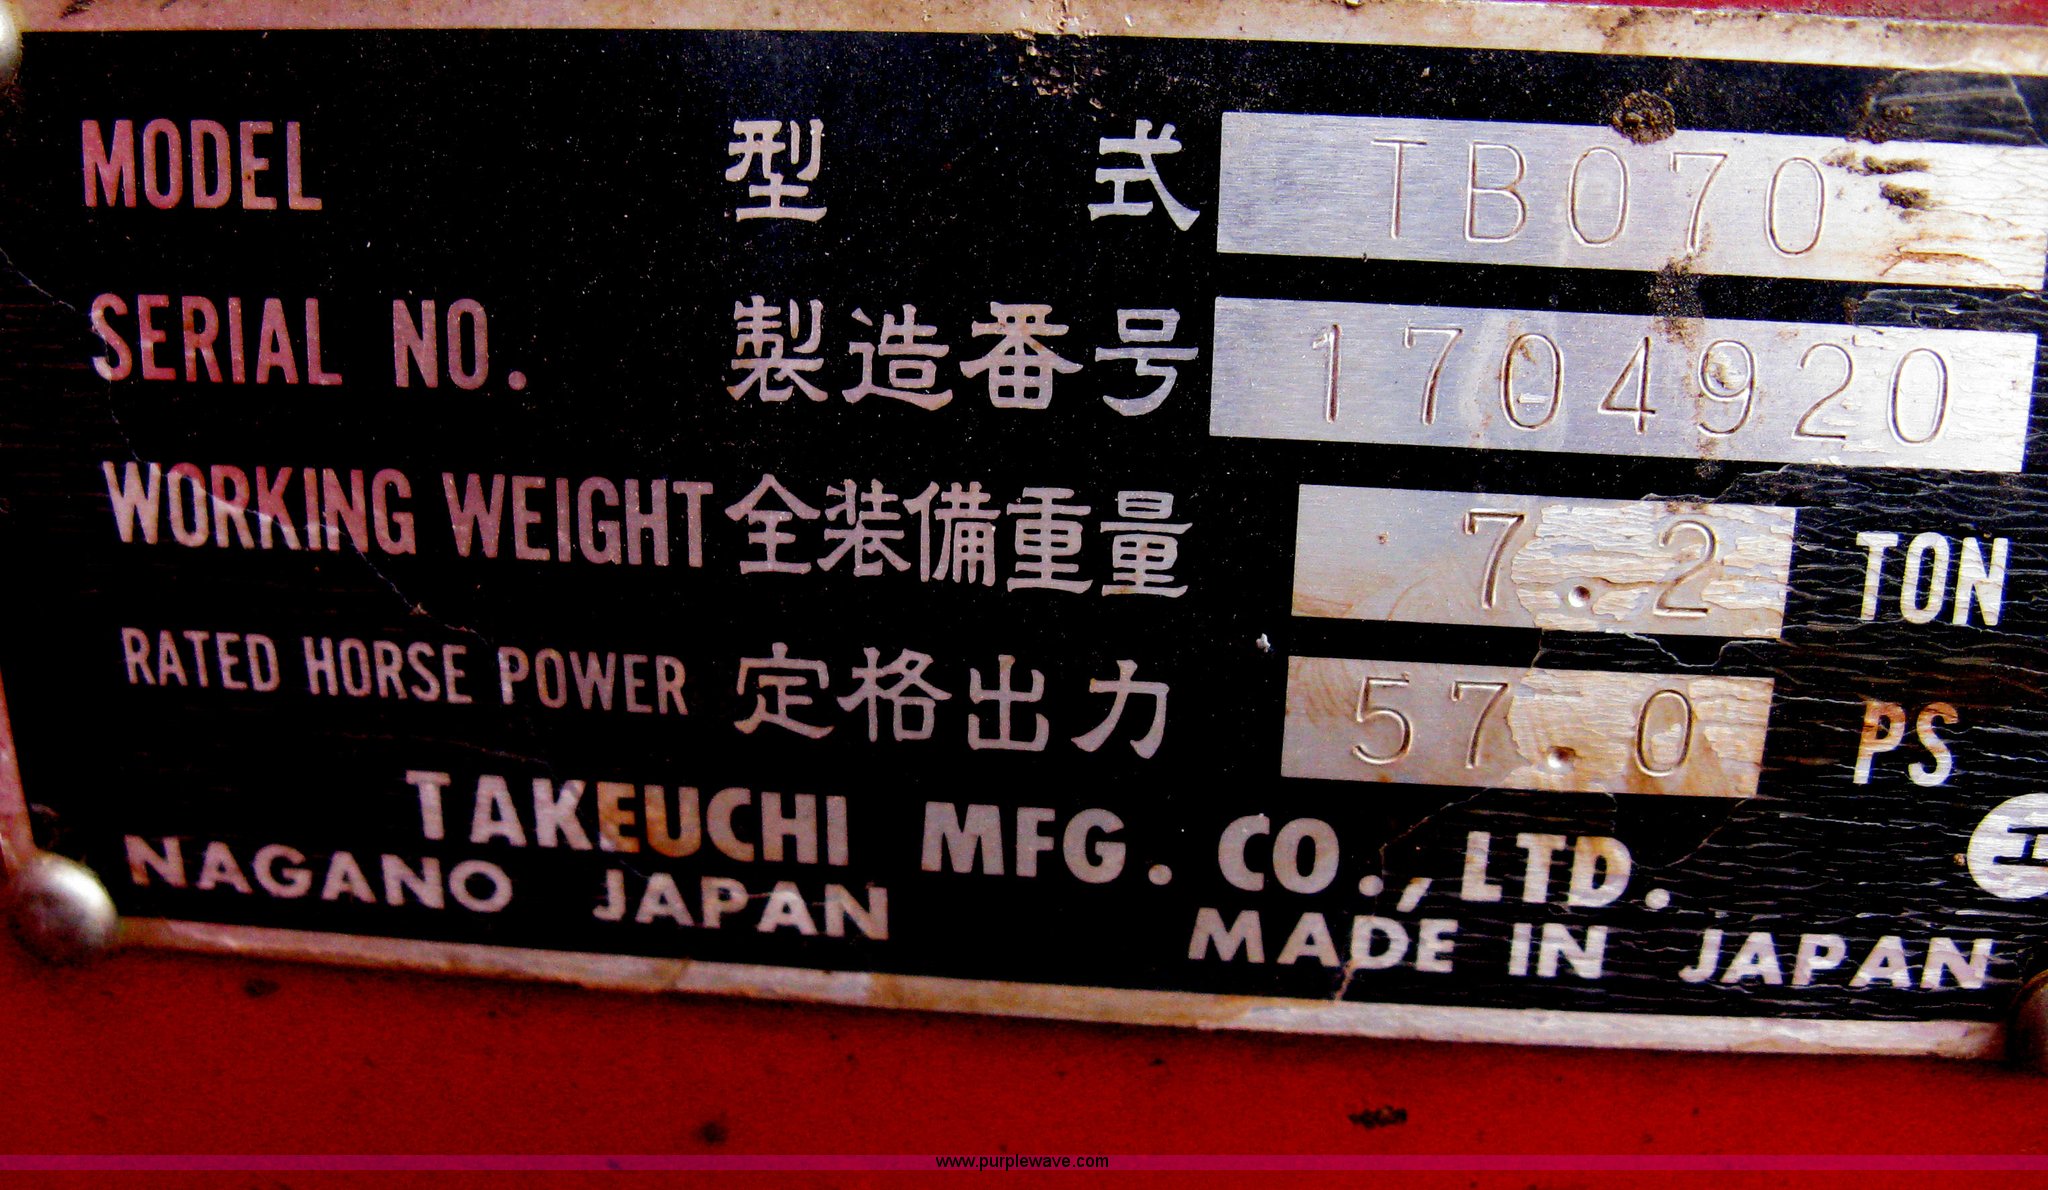 MODEL 型式 TB070
SERIAL NO. 製造番号 1704920
WORKING WEIGHT 全装備重量 7.2 TON
RATED HORSE POWER 定格出力 57.0 PS
TAKEUCHI MFG. CO., LTD.
NAGANO JAPAN MADE IN JAPAN
www.purplewave.com